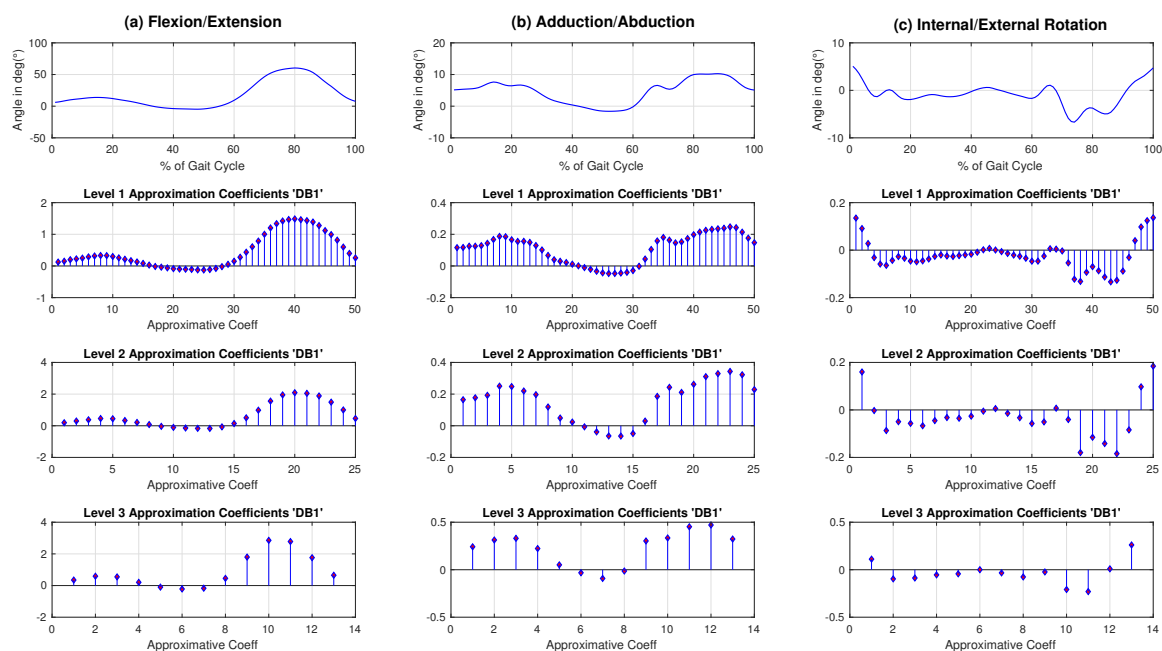 (a) Flexion/Extension
100
50
0
-50
Angle in deg(°)
0 20 40 60 80 100
% of Gait Cycle
Level 1 Approximation Coefficients 'DB1'
2
1
0
-1
0 10 20 30 40 50
Approximative Coeff
Level 2 Approximation Coefficients 'DB1'
4
2
0
-2
0 5 10 15 20 25
Approximative Coeff
Level 3 Approximation Coefficients 'DB1'
4
2
0
-2
0 2 4 6 8 10 12 14
Approximative Coeff
(b) Adduction/Abduction
20
10
0
10
Angle in deg(°)
0 20 40 60 80 100
% of Gait Cycle
Level 1 Approximation Coefficients 'DB1'
0.4
0.2
0
-0.2
0 10 20 30 40 50
Approximative Coeff
Level 2 Approximation Coefficients 'DB1'
0.4
0.2
0
-0.2
0 5 10 15 20 25
Approximative Coeff
Level 3 Approximation Coefficients 'DB1'
0.5
0
-0.5
0 2 4 6 8 10 12 14
Approximative Coeff
(c) Internal/External Rotation
10
0
-10
Angle in deg(°)
0 20 40 60 80 100
% of Gait Cycle
Level 1 Approximation Coefficients 'DB1'
0.2
0
-0.2
0 10 20 30 40 50
Approximative Coeff
Level 2 Approximation Coefficients 'DB1'
0.2
0
-0.2
0 5 10 15 20 25
Approximative Coeff
Level 3 Approximation Coefficients 'DB1'
0.5
0
-0.5
0 2 4 6 8 10 12 14
Approximative Coeff